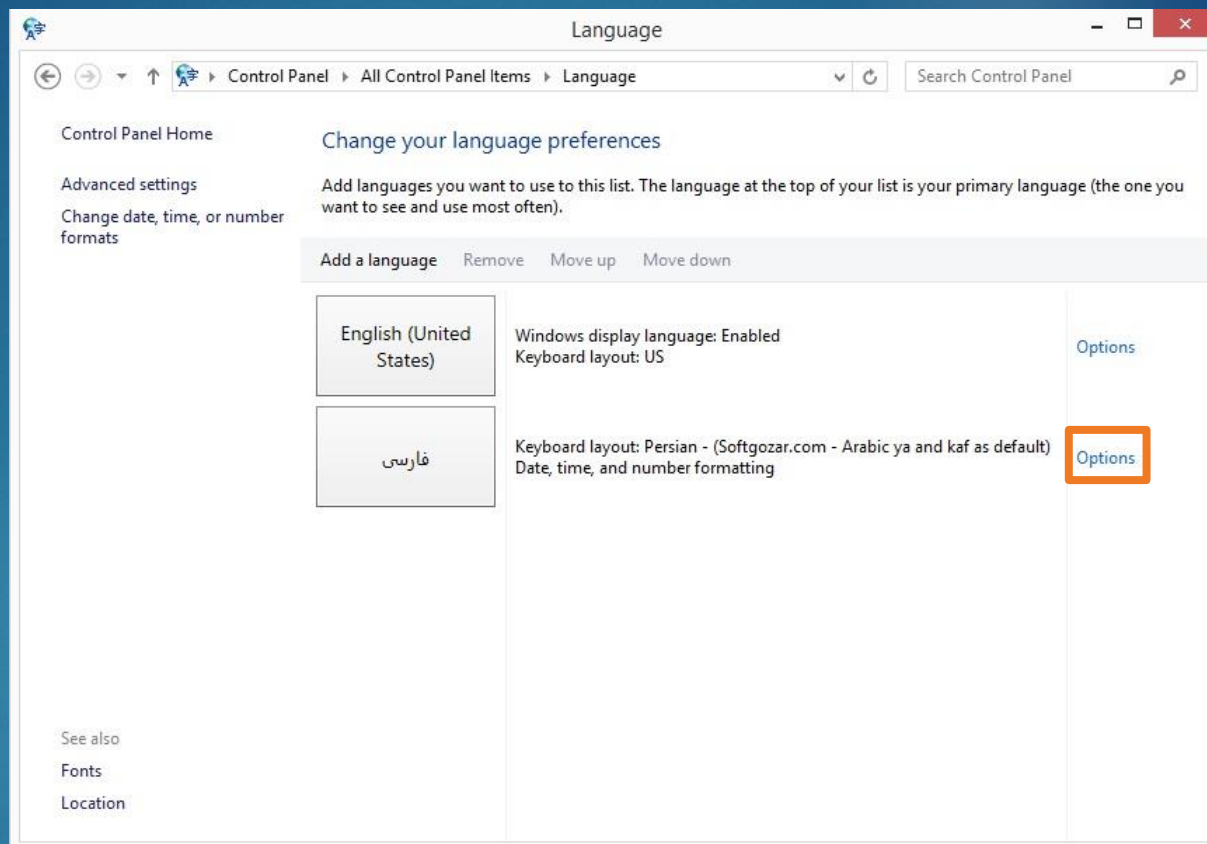 Language
Control Panel ▸ All Control Panel Items ▸ Language
Search Control Panel
Control Panel Home
Advanced settings
Change date, time, or number
formats
See also
Fonts
Location
Change your language preferences
Add languages you want to use to this list. The language at the top of your list is your primary language (the one you
want to see and use most often).
Add a language Remove Move up Move down
English (United
States)
Windows display language: Enabled
Keyboard layout: US
Options
فارسی
Keyboard layout: Persian - (Softgozar.com - Arabic ya and kaf as default)
Date, time, and number formatting
Options